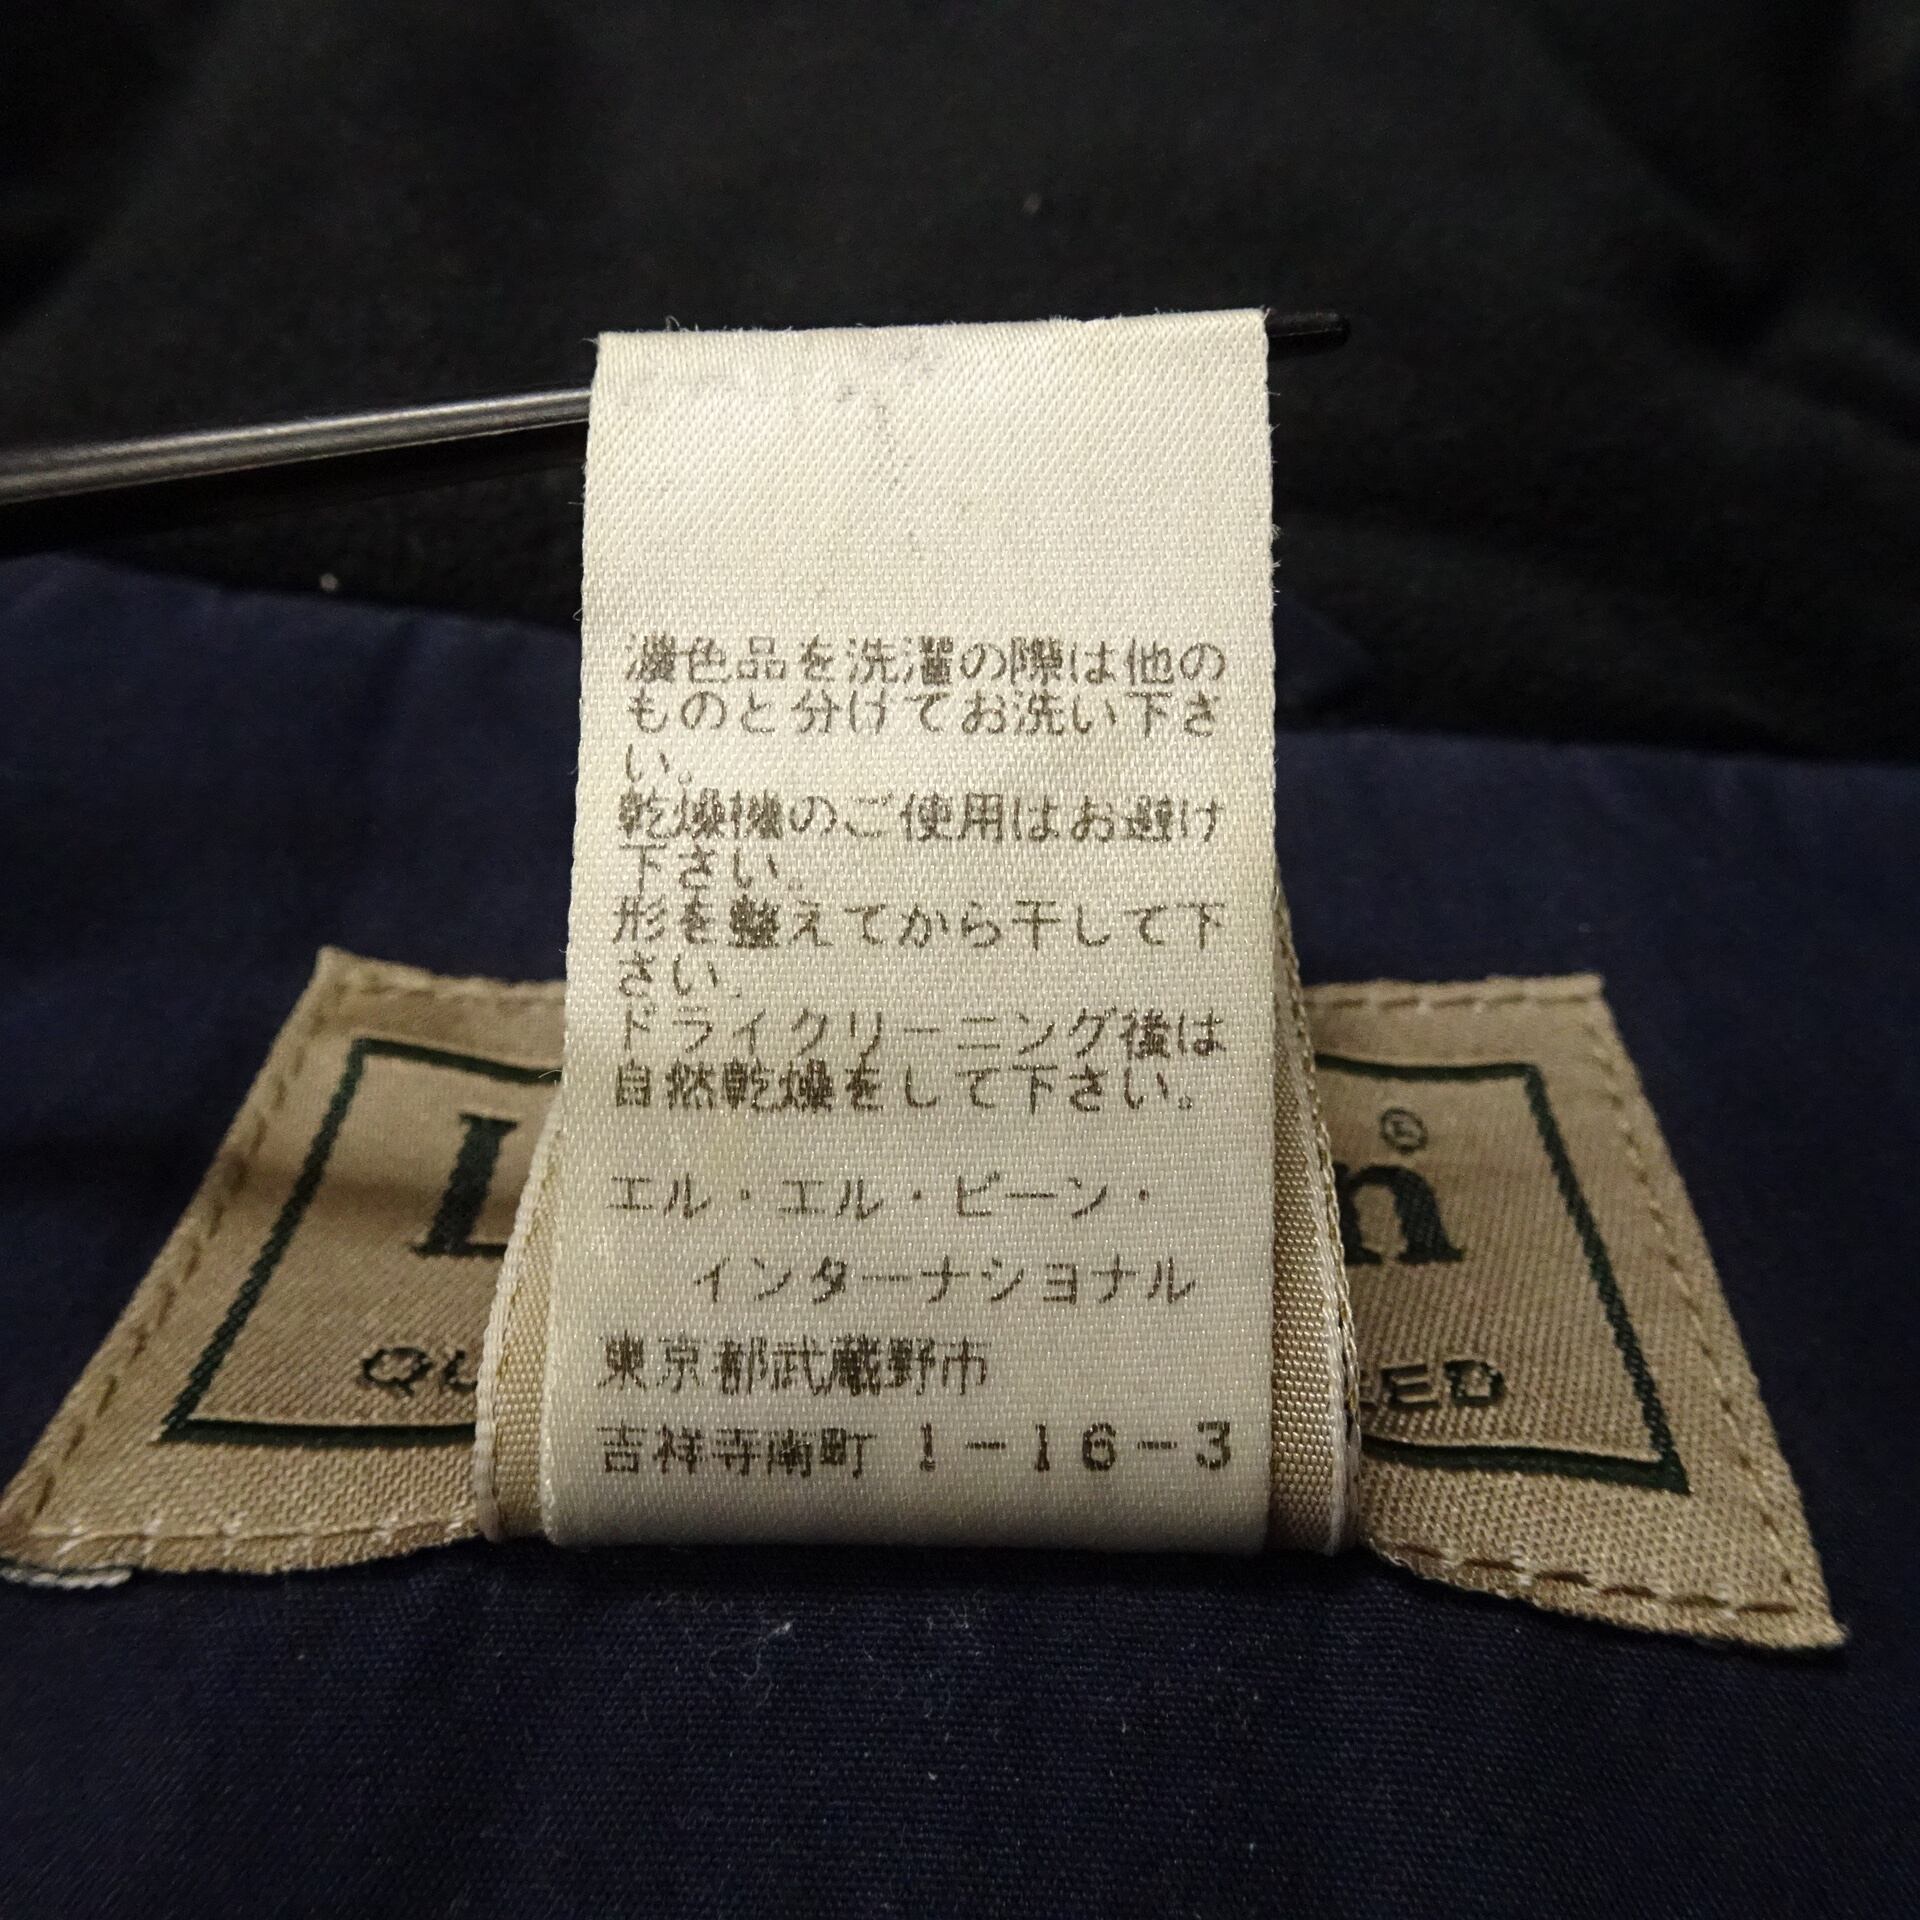 濃色品を洗濯の際は他の
ものと分けてお洗い下さ
い。
乾燥機のご使用はお避け
下さい。
形を整えてから干して下
さい。
ドライクリーニング後は
自然乾燥をして下さい。
エル・エル・ビーン・
インターナショナル
東京都武蔵野市
吉祥寺南町 1-16-3
L n®
QU EED